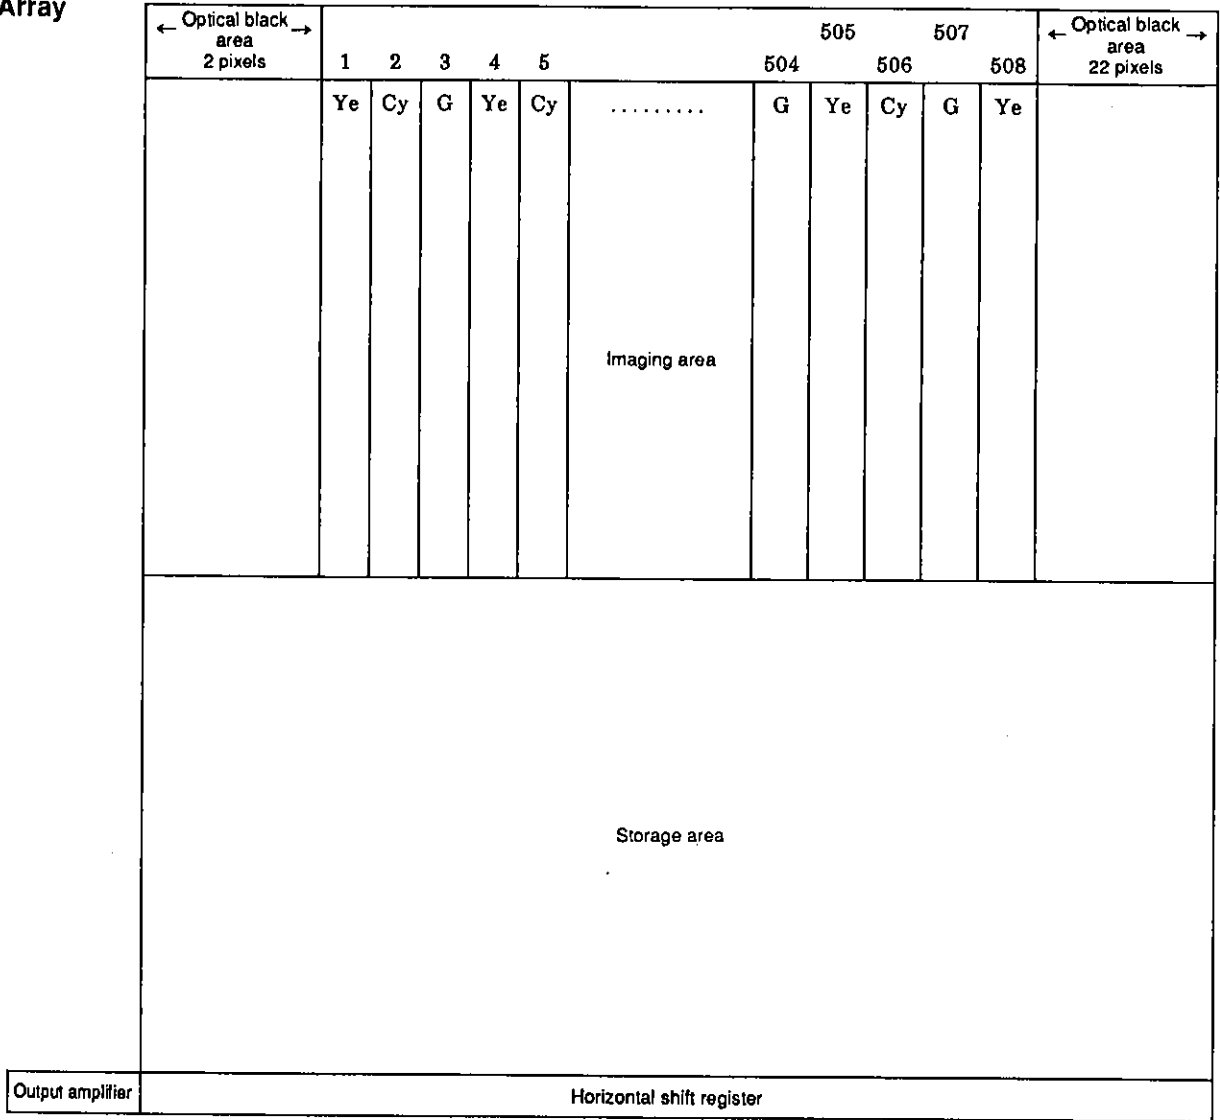 Array
← Optical black → area 2 pixels
1 2 3 4 5 504 505 506 507 508
← Optical black → area 22 pixels
Ye Cy G Ye Cy ......... G Ye Cy G Ye
Imaging area
Storage area
Output amplifier
Horizontal shift register